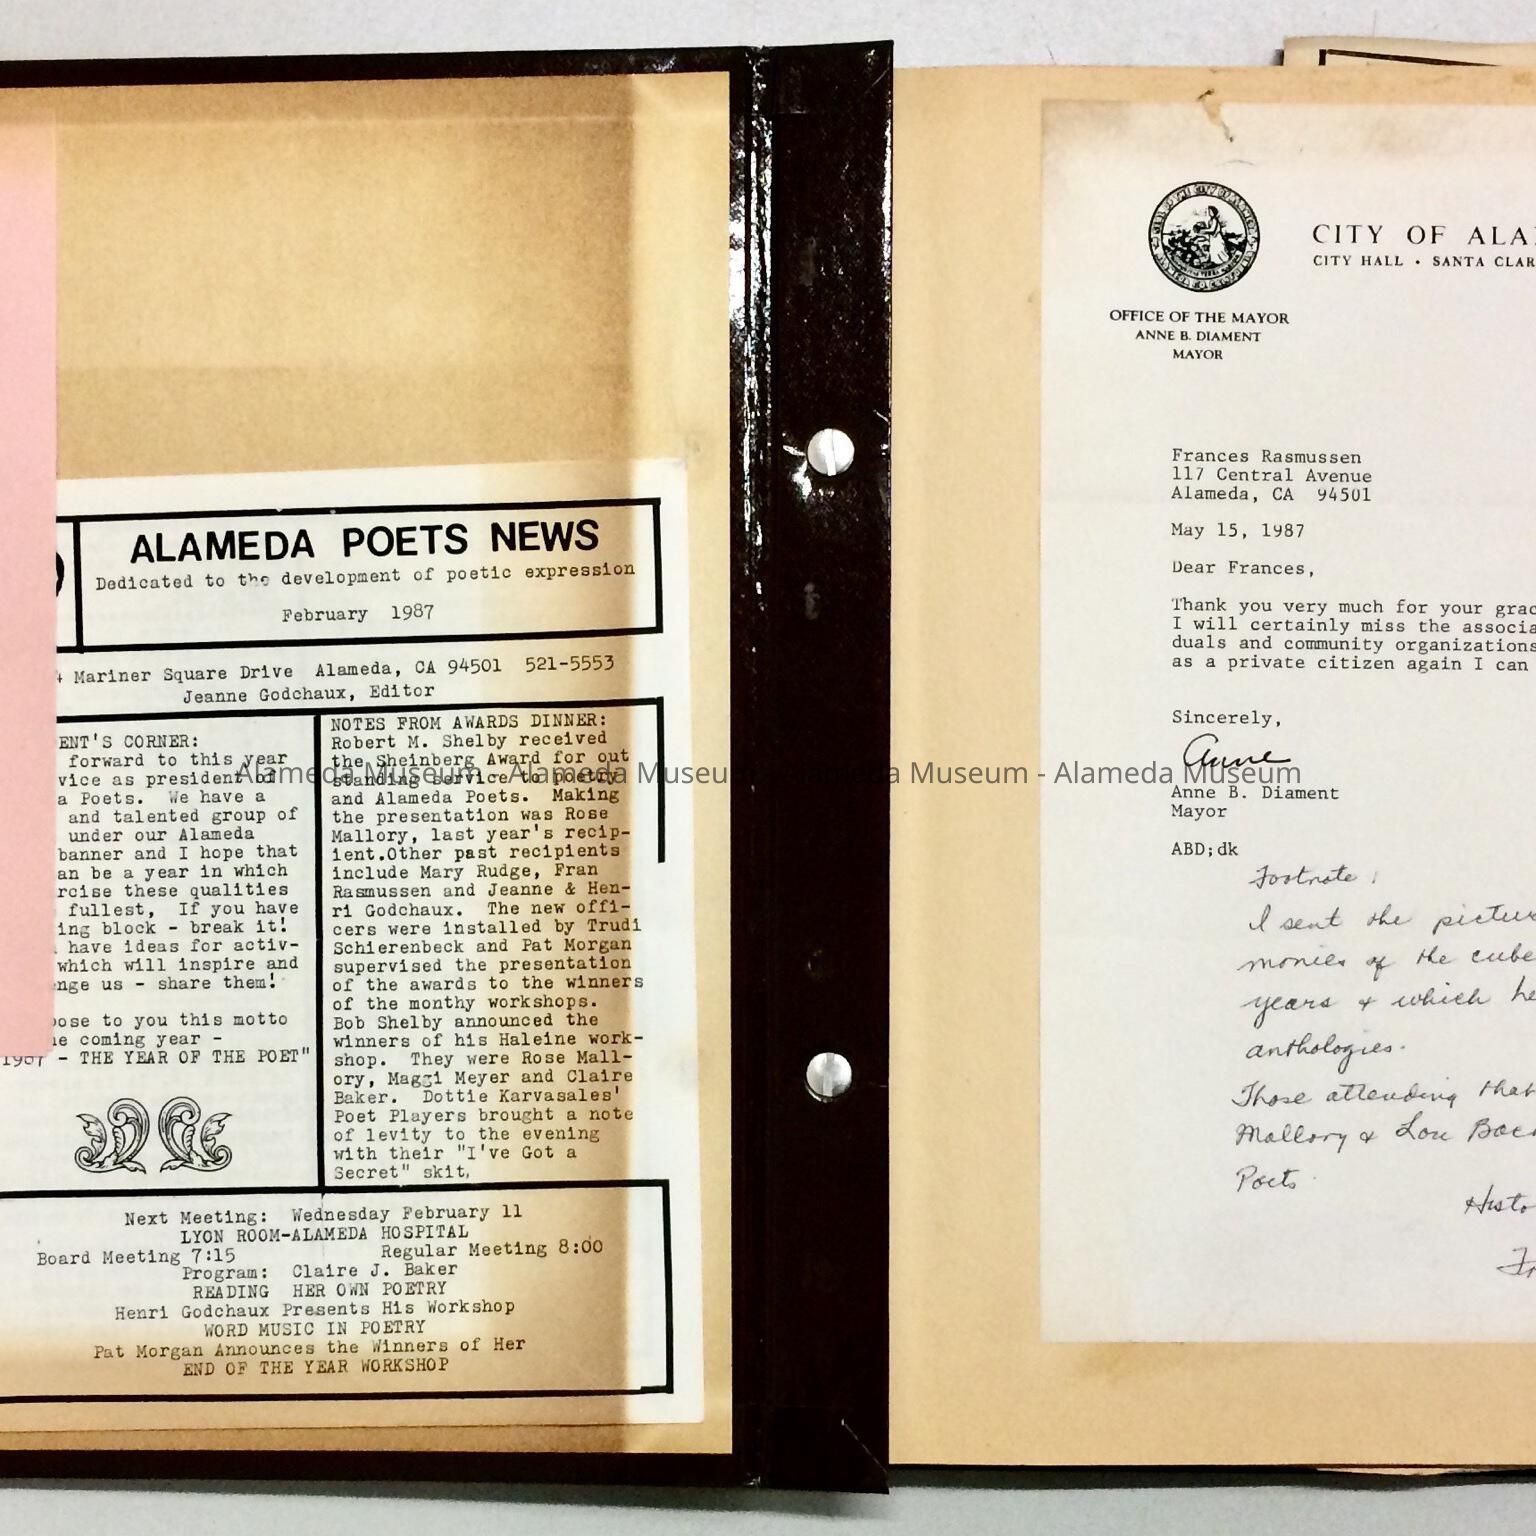 ALAMEDA POETS NEWS
Dedicated to the development of poetic expression
February 1987
Mariner Square Drive Alameda, CA 94501 521-5553
Jeanne Godchaux, Editor
ENT'S CORNER:
forward to this year
vice as president of
a Poets. We have a
and talented group of
under our Alameda
banner and I hope that
an be a year in which
rcise these qualities
fullest, If you have
ing block - break it!
have ideas for activ-
which will inspire and
nge us - share them!
ose to you this motto
e coming year -
1987 - THE YEAR OF THE POET"
NOTES FROM AWARDS DINNER:
Robert M. Shelby received
the Sheinberg Award for out
standing service to poetry
and Alameda Poets. Making
the presentation was Rose
Mallory, last year's recip-
ient.Other past recipients
include Mary Rudge, Fran
Rasmussen and Jeanne & Hen-
ri Godchaux. The new offi-
cers were installed by Trudi
Schierenbeck and Pat Morgan
supervised the presentation
of the awards to the winners
of the monthy workshops.
Bob Shelby announced the
winners of his Haleine work-
shop. They were Rose Mall-
ory, Maggi Meyer and Claire
Baker. Dottie Karvasales'
Poet Players brought a note
of levity to the evening
with their "I've Got a
Secret" skit,
Next Meeting: Wednesday February 11
LYON ROOM-ALAMEDA HOSPITAL
Board Meeting 7:15 Regular Meeting 8:00
Program: Claire J. Baker
READING HER OWN POETRY
Henri Godchaux Presents His Workshop
WORD MUSIC IN POETRY
Pat Morgan Announces the Winners of Her
END OF THE YEAR WORKSHOP
CITY OF ALA
CITY HALL • SANTA CLAR
OFFICE OF THE MAYOR
ANNE B. DIAMENT
MAYOR
Frances Rasmussen
117 Central Avenue
Alameda, CA 94501
May 15, 1987
Dear Frances,
Thank you very much for your grac
I will certainly miss the associa
duals and community organizations
as a private citizen again I can
Sincerely,
Anne
Anne B. Diament
Mayor
ABD;dk
Footnote:
I sent the pictur
monies of the cube
years & which he
anthologies.
Those attending that
Mallory & Lou Bac
Poets.
Histo
Fr
Alameda Museum - Alameda Museum - Alameda Museum - Alameda Museum